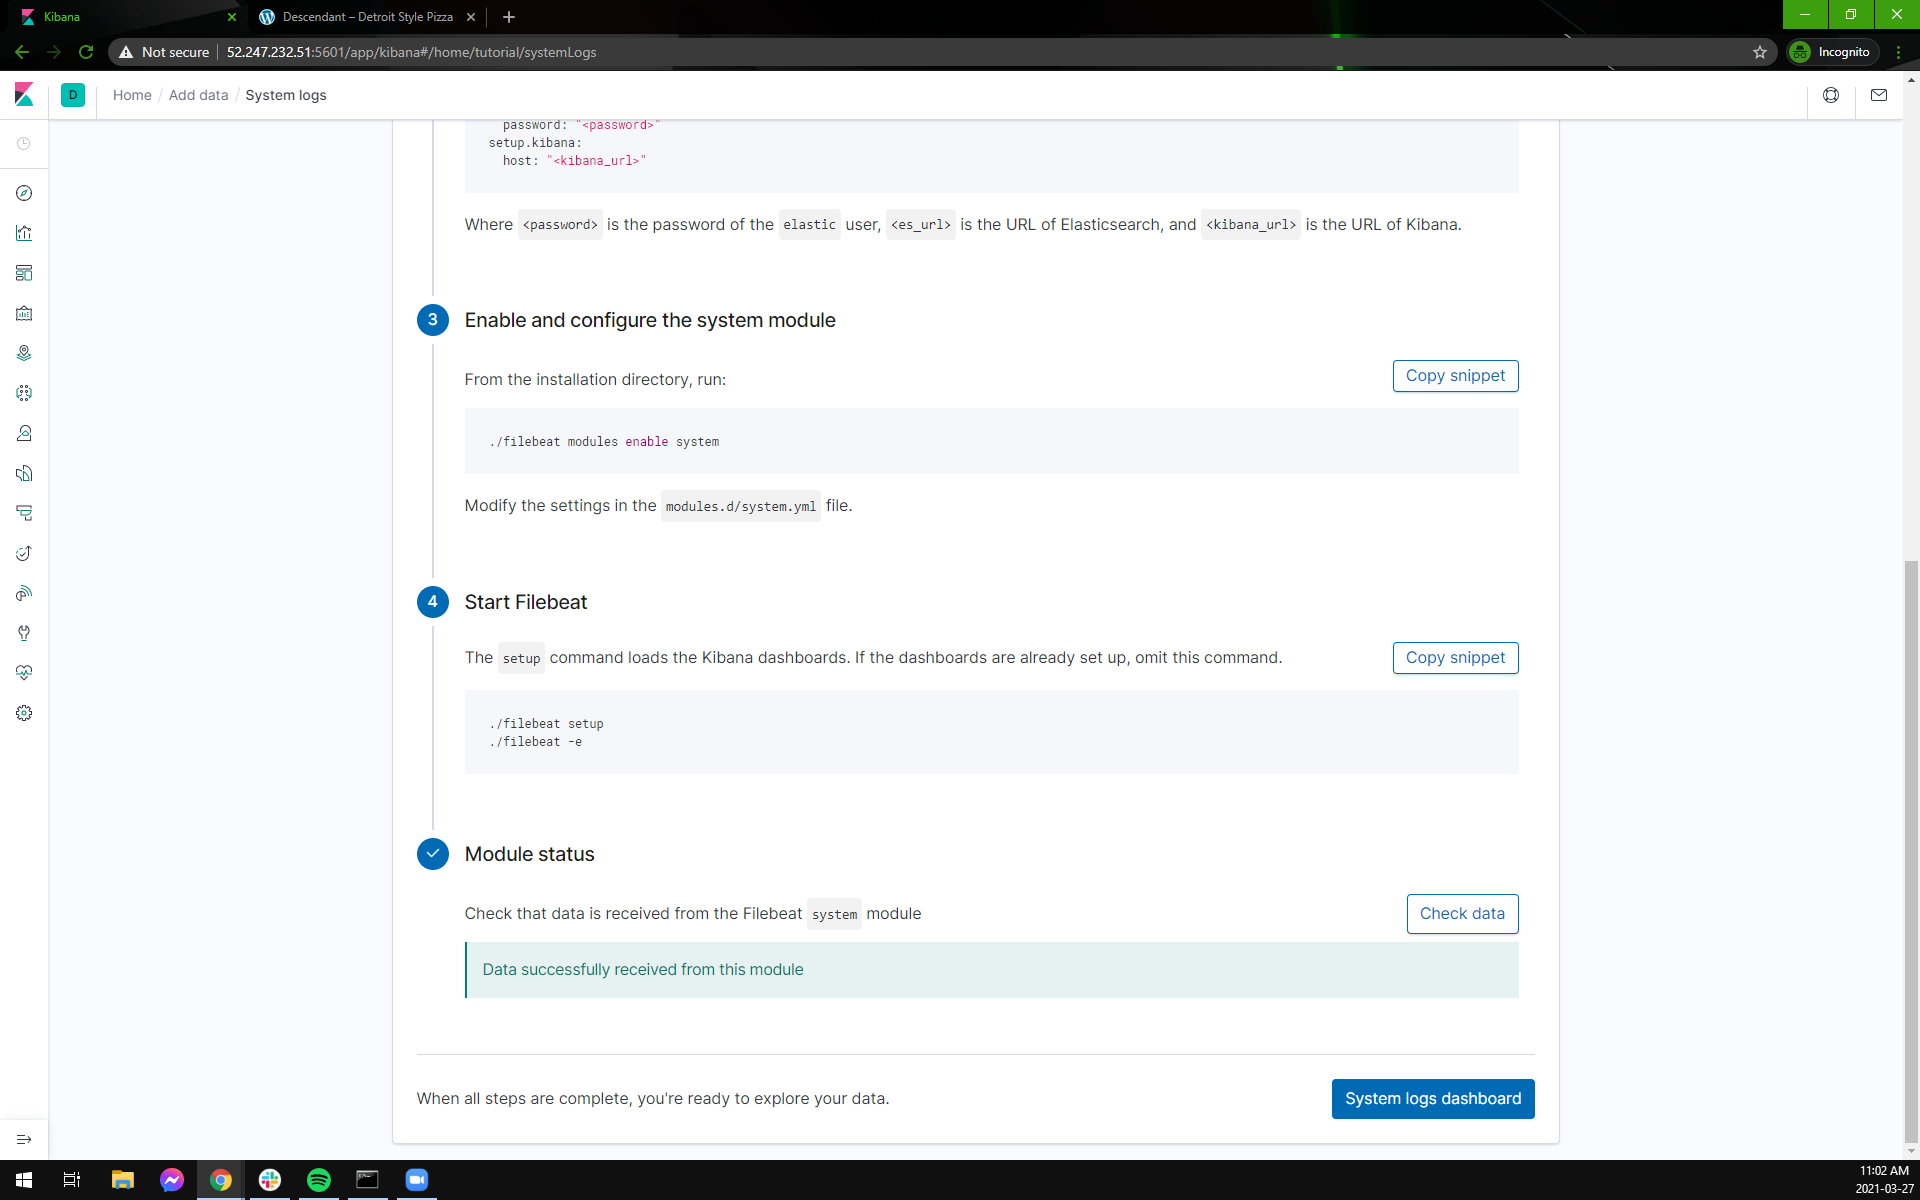 Kibana
Descendant – Detroit Style Pizza
Not secure
52.247.232.51:5601/app/kibana#/home/tutorial/systemLogs
Incognito
D
Home / Add data / System logs
password: "<password>"
setup.kibana:
host: "<kibana_url>"
Where <password> is the password of the elastic user, <es_url> is the URL of Elasticsearch, and <kibana_url> is the URL of Kibana.
3 Enable and configure the system module
From the installation directory, run:
Copy snippet
./filebeat modules enable system
Modify the settings in the modules.d/system.yml file.
4 Start Filebeat
The setup command loads the Kibana dashboards. If the dashboards are already set up, omit this command.
Copy snippet
./filebeat setup
./filebeat -e
Module status
Check that data is received from the Filebeat system module
Check data
Data successfully received from this module
When all steps are complete, you're ready to explore your data.
System logs dashboard
11:02 AM
2021-03-27